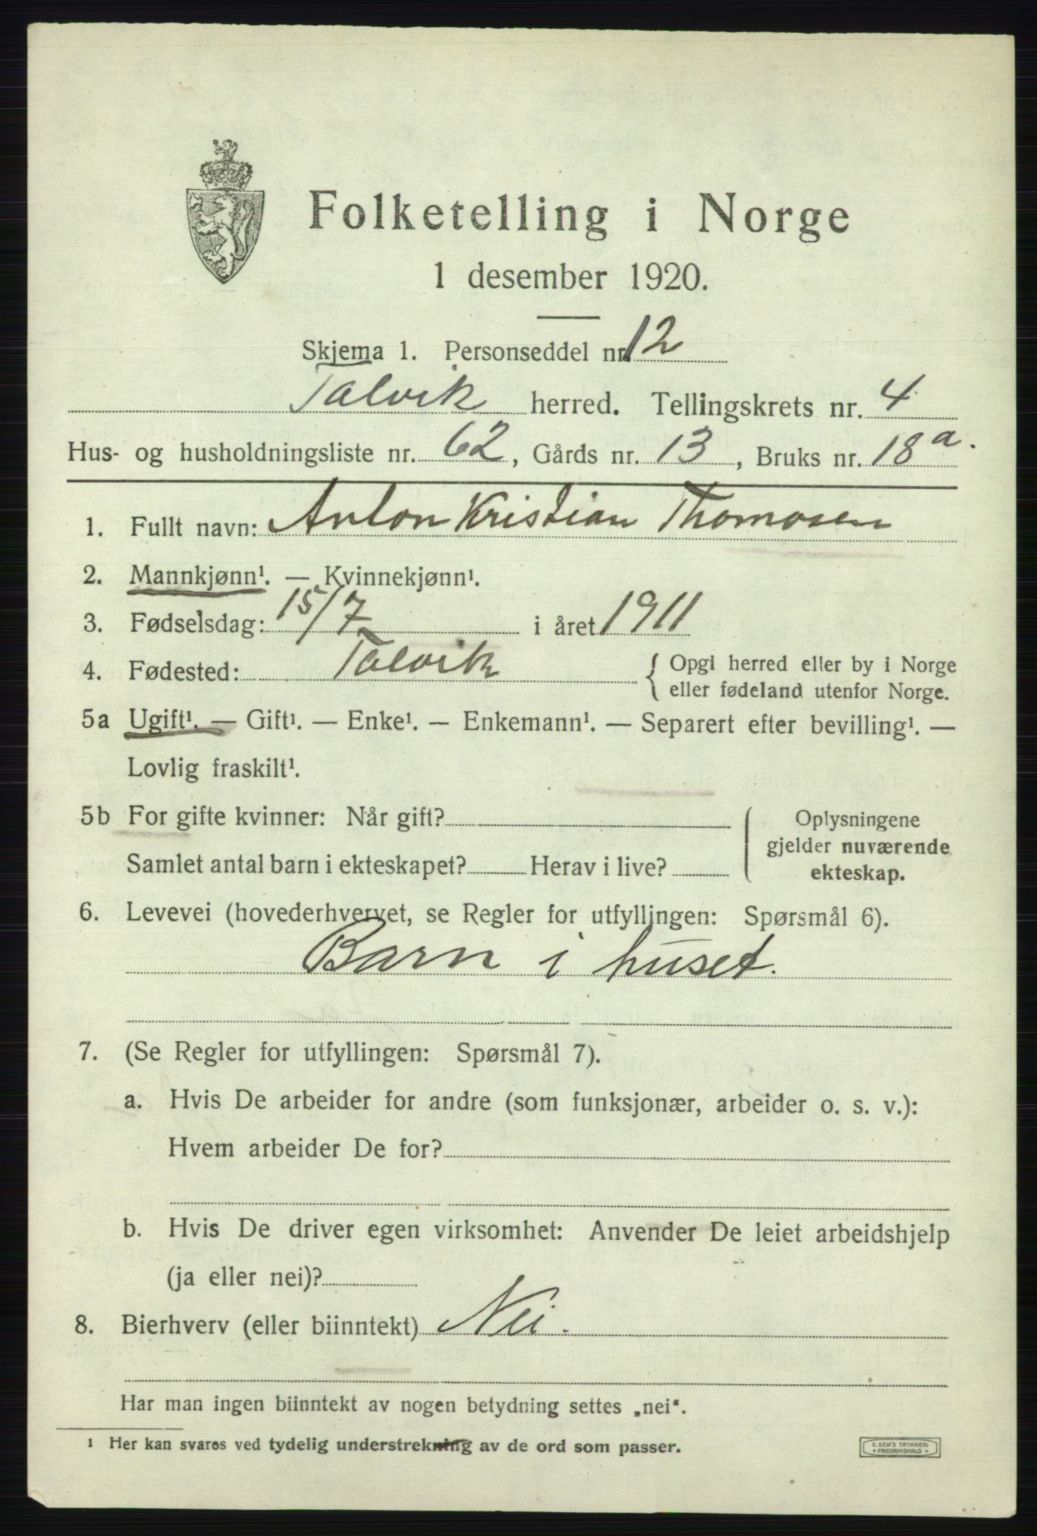 Folketelling i Norge
1 desember 1920.
Skjema 1. Personseddel nr. 12
Talvik herred. Tellingskrets nr. 4
Hus- og husholdningsliste nr. 62, Gårds nr. 13, Bruks nr. 18 a.
1. Fullt navn: Anton Kristian Thomasen
2. Mannkjønn¹. — Kvinnekjønn¹.
3. Fødselsdag: 15/7 i året 1911
4. Fødested: Talvik { Opgi herred eller by i Norge
eller fødeland utenfor Norge.
5a Ugift¹. — Gift¹. — Enke¹. — Enkemann¹. — Separert efter bevilling¹. —
Lovlig fraskilt¹.
5b For gifte kvinner: Når gift?
Samlet antal barn i ekteskapet? Herav i live?
Oplysningene
gjelder nuværende
ekteskap.
6. Levevei (hovederhvervet, se Regler for utfyllingen: Spørsmål 6).
Barn i huset.
7. (Se Regler for utfyllingen: Spørsmål 7).
a. Hvis De arbeider for andre (som funksjonær, arbeider o. s. v.):
Hvem arbeider De for?
b. Hvis De driver egen virksomhet: Anvender De leiet arbeidshjelp
(ja eller nei)?
8. Bierhverv (eller biinntekt) Nei.
Har man ingen biinntekt av nogen betydning settes „nei“.
¹ Her kan svares ved tydelig understrekning av de ord som passer.
E. SEM'S TRYKKERI
• FREDRIKSHALD •